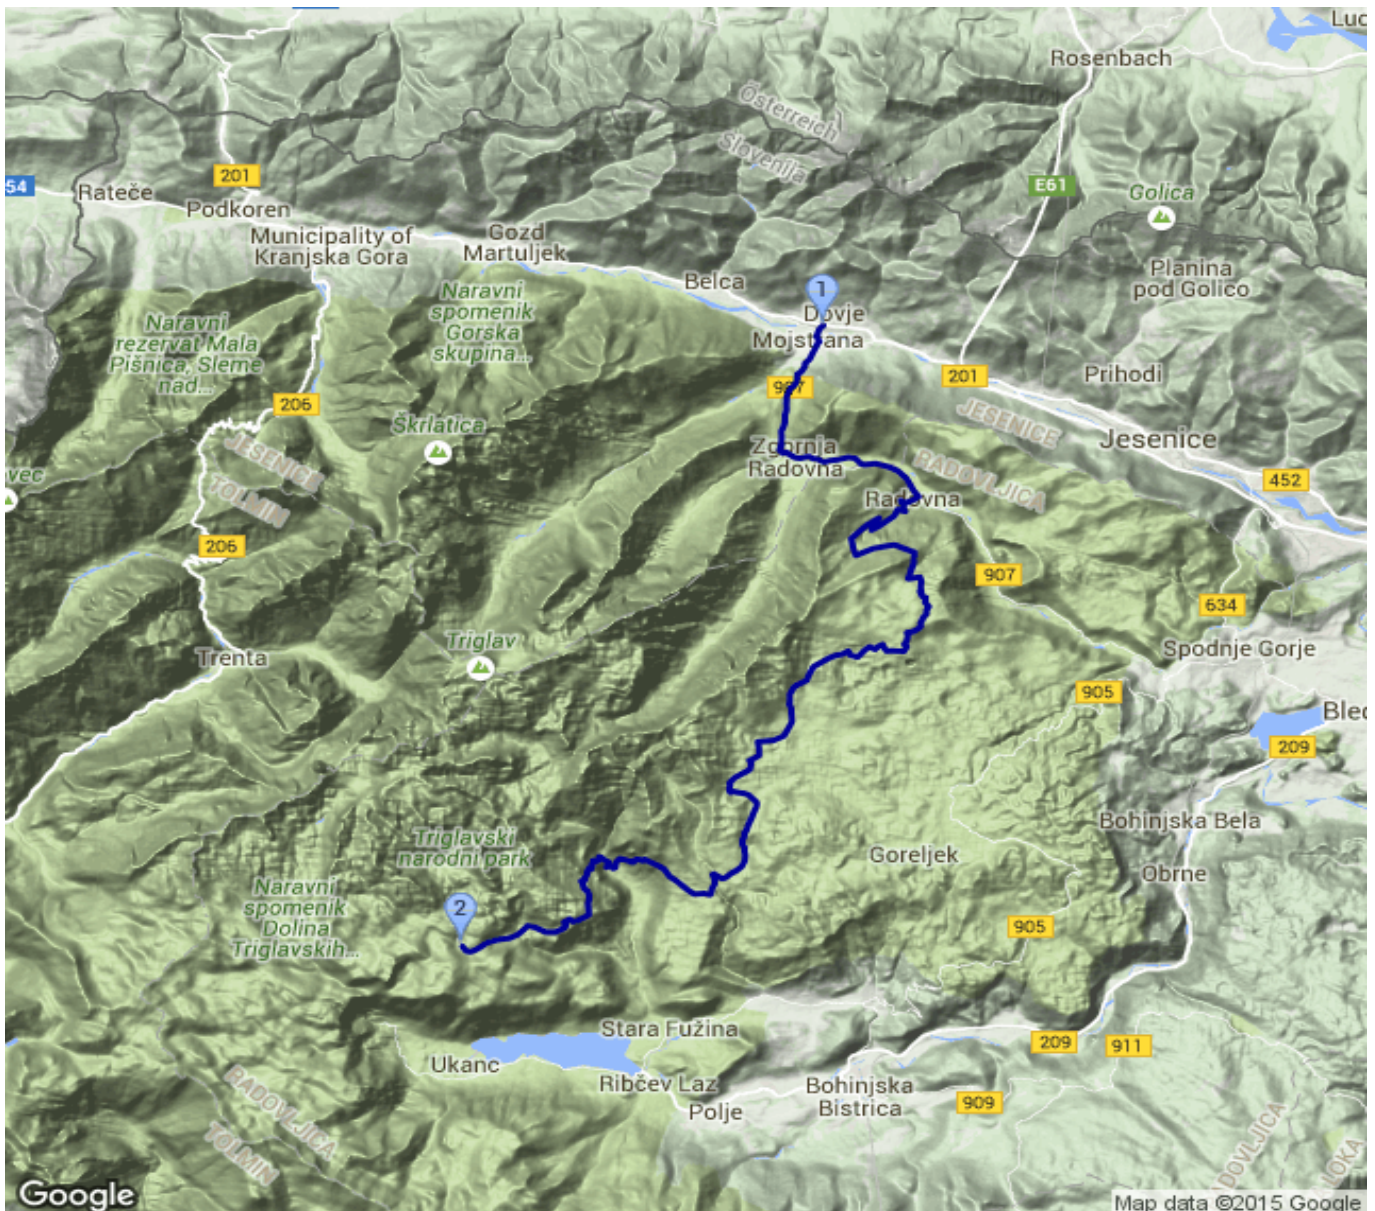 Rosenbach
Österreich
Slovenija
54
201
Rateče
Podkoren
E61
Golica
Municipality of
Kranjska Gora
Gozd
Martuljek
Belca
Planina
pod Golico
1
Dovje
Mojstrana
Naravni
spomenik
Gorska
skupina...
Naravni
rezervat Mala
Pišnica, Sleme
nad...
907
201
Prihodi
206
JESENICE
Jesenice
Škrlatica
JESENICE
TOLMIN
Zgornja
Radovna
RADOVLJICA
452
Radovna
206
907
634
Triglav
Trenta
Spodnje Gorje
905
Bled
209
Triglavski
narodni park
Goreljek
Bohinjska Bela
Obrne
Naravni
spomenik
Dolina
Triglavskih...
2
905
Stara Fužina
209
911
Ukanc
Ribčev Laz
Polje
Bohinjska
Bistrica
909
RADOVLJICA
TOLMIN
Google
Map data ©2015 Google